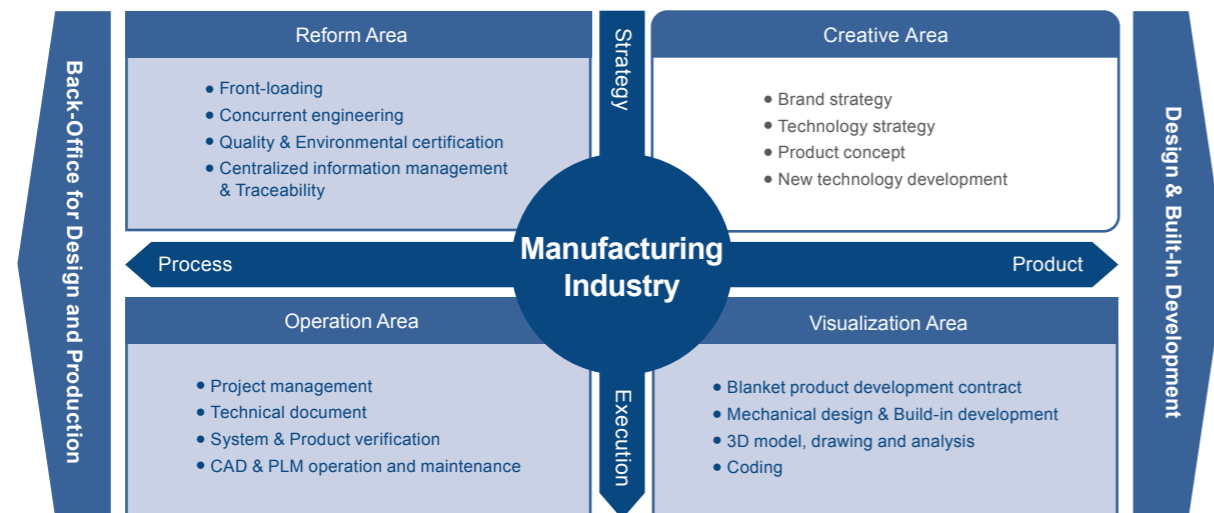 Back-Office for Design and Production
Reform Area
● Front-loading
● Concurrent engineering
● Quality & Environmental certification
● Centralized information management
& Traceability
Strategy
Creative Area
● Brand strategy
● Technology strategy
● Product concept
● New technology development
Design & Built-In Development
Process
Manufacturing
Industry
Product
Operation Area
● Project management
● Technical document
● System & Product verification
● CAD & PLM operation and maintenance
Execution
Visualization Area
● Blanket product development contract
● Mechanical design & Build-in development
● 3D model, drawing and analysis
● Coding